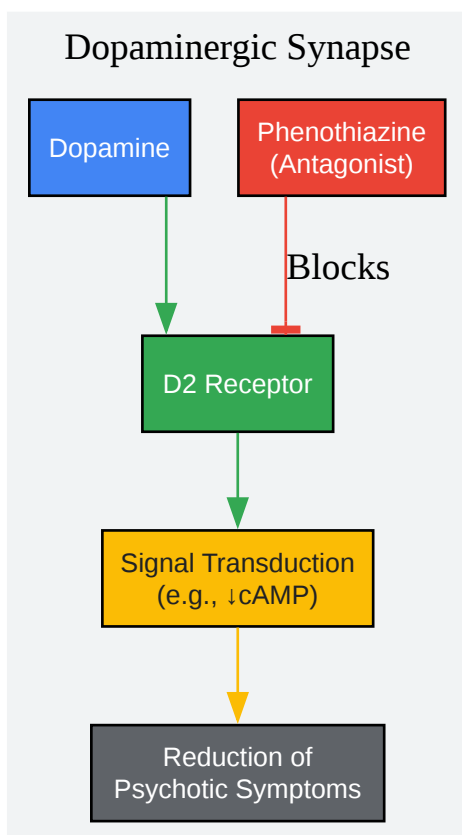 Dopaminergic Synapse
Dopamine
Phenothiazine
(Antagonist)
Blocks
D2 Receptor
Signal Transduction
(e.g., ↓cAMP)
Reduction of
Psychotic Symptoms